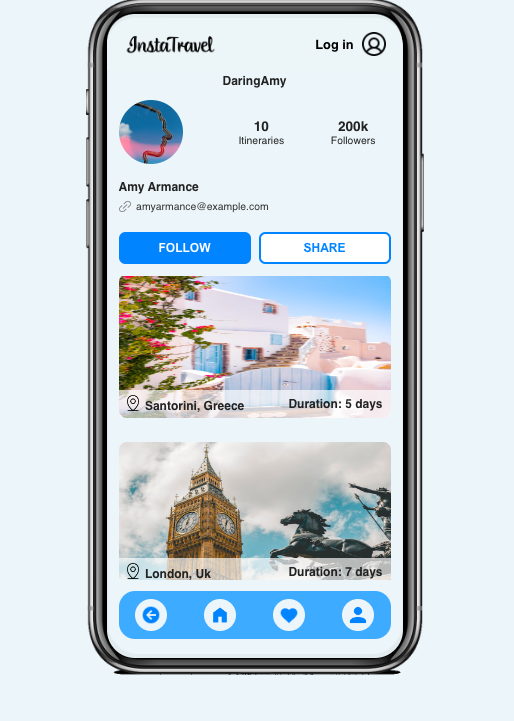 InstaTravel
Log in
DaringAmy
10
Itineraries
200k
Followers
Amy Armance
amyarmance@example.com
FOLLOW
SHARE
Santorini, Greece
Duration: 5 days
London, Uk
Duration: 7 days